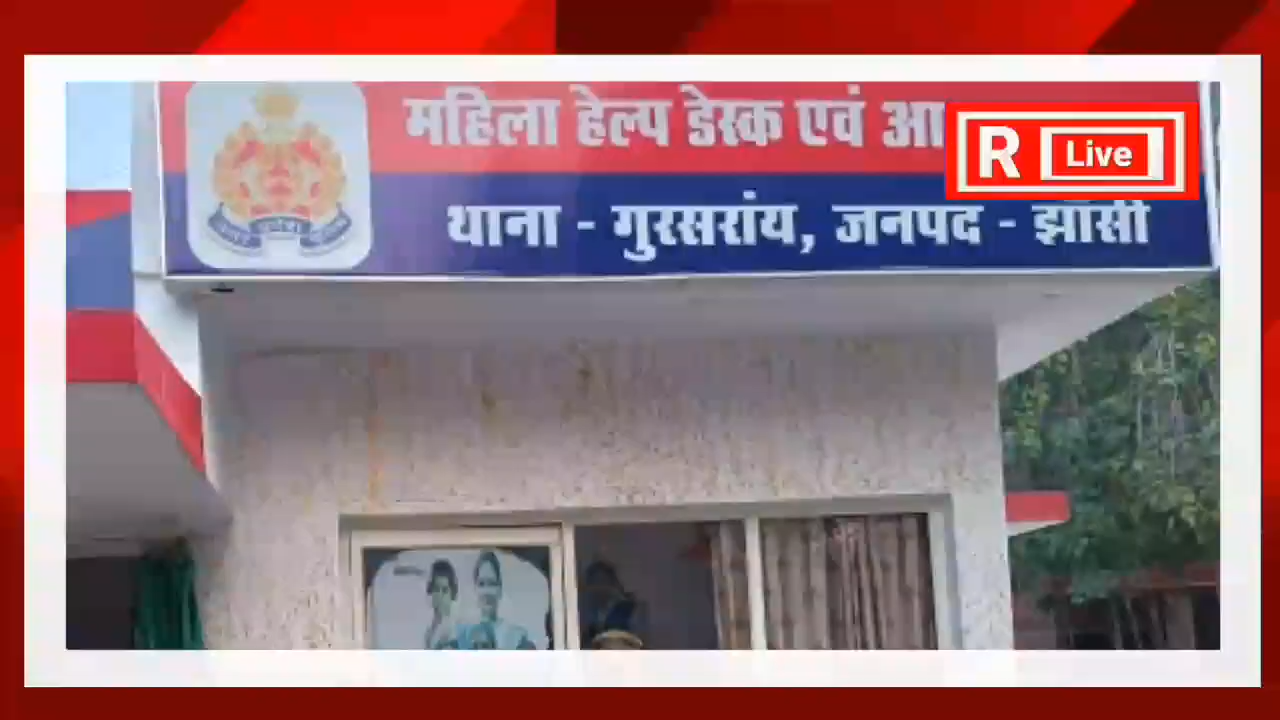 महिला हेल्प डेस्क एवं
R Live
थाना - गुरसरांय, जनपद - झाँसी